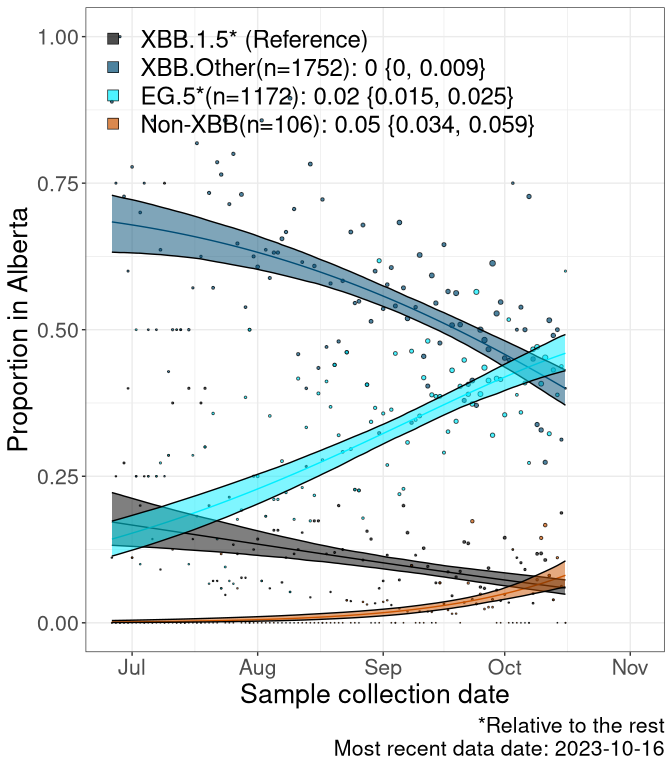 XBB.1.5* (Reference)
XBB.Other(n=1752): 0 {0, 0.009}
EG.5*(n=1172): 0.02 {0.015, 0.025}
Non-XBB(n=106): 0.05 {0.034, 0.059}
1.00
0.75
0.50
0.25
0.00
Proportion in Alberta
Jul Aug Sep Oct Nov
Sample collection date
*Relative to the rest
Most recent data date: 2023-10-16